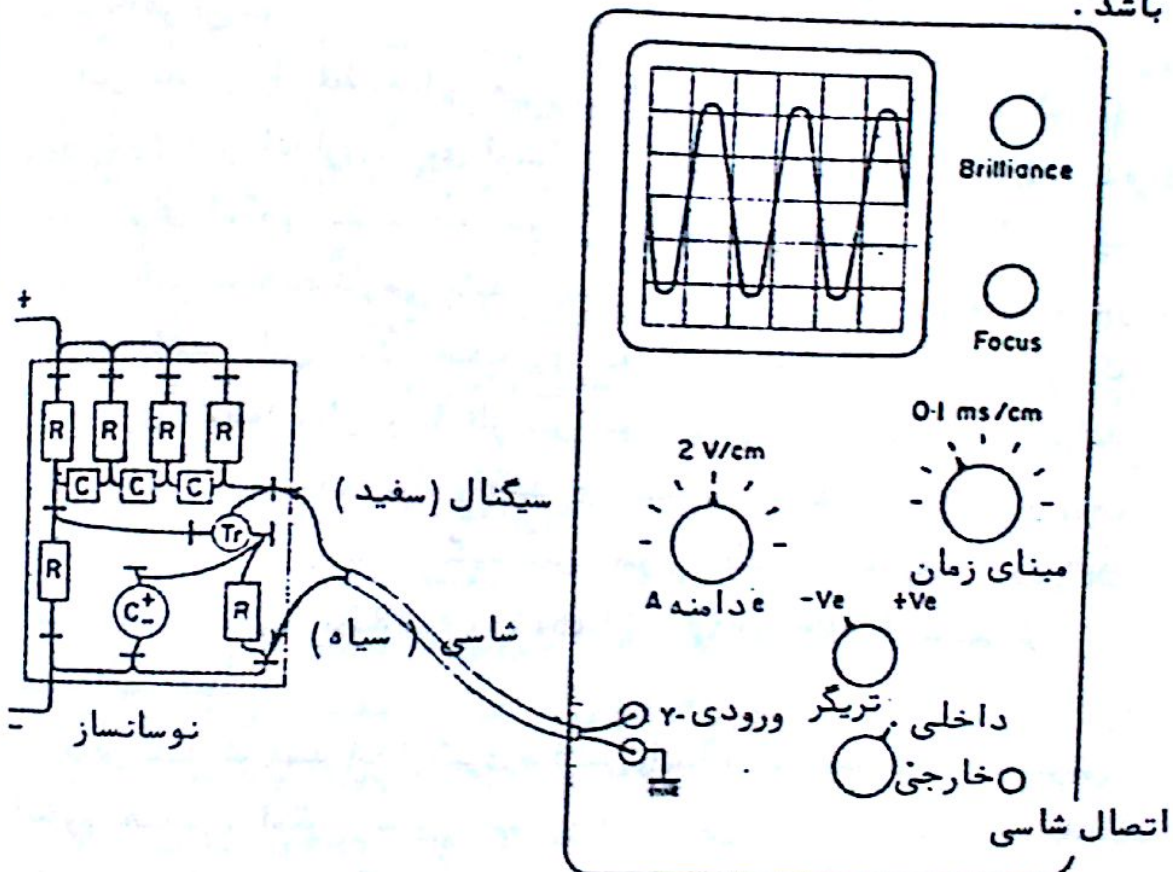 باشد .
Brilliance
Focus
0·1 ms/cm
2 V/cm
مبنای زمان
A دامنه e
-Ve
+Ve
تریگر
داخلی
خارجی
ورودی-Y
اتصال شاسی
+
R
R
R
R
C
C
C
سیگنال (سفید)
Tr
R
C+-
R
شاسی (سیاه)
-
نوسانساز